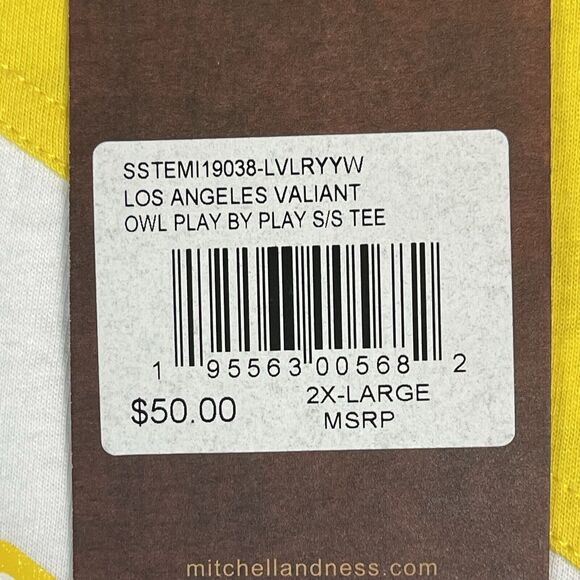 SSTEMI19038-LVLRYYW
LOS ANGELES VALIANT
OWL PLAY BY PLAY S/S TEE
1 95563 00568 2
$50.00 2X-LARGE
MSRP
mitchellandness.com